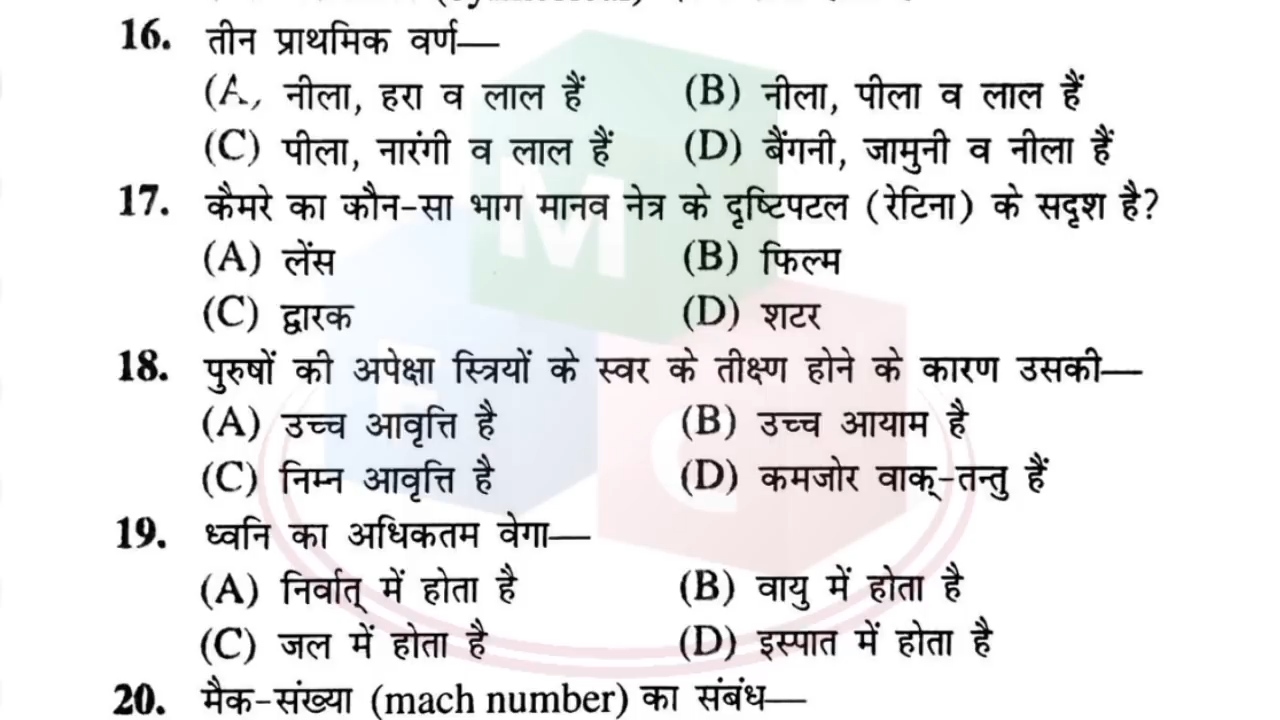 16. तीन प्राथमिक वर्ण—
(A, नीला, हरा व लाल हैं (B) नीला, पीला व लाल हैं
(C) पीला, नारंगी व लाल हैं (D) बैंगनी, जामुनी व नीला हैं
17. कैमरे का कौन-सा भाग मानव नेत्र के दृष्टिपटल (रेटिना) के सदृश है?
(A) लेंस (B) फिल्म
(C) द्वारक (D) शटर
18. पुरुषों की अपेक्षा स्त्रियों के स्वर के तीक्ष्ण होने के कारण उसकी—
(A) उच्च आवृत्ति है (B) उच्च आयाम है
(C) निम्न आवृत्ति है (D) कमजोर वाक्-तन्तु हैं
19. ध्वनि का अधिकतम वेगा—
(A) निर्वात् में होता है (B) वायु में होता है
(C) जल में होता है (D) इस्पात में होता है
20. मैक-संख्या (mach number) का संबंध—